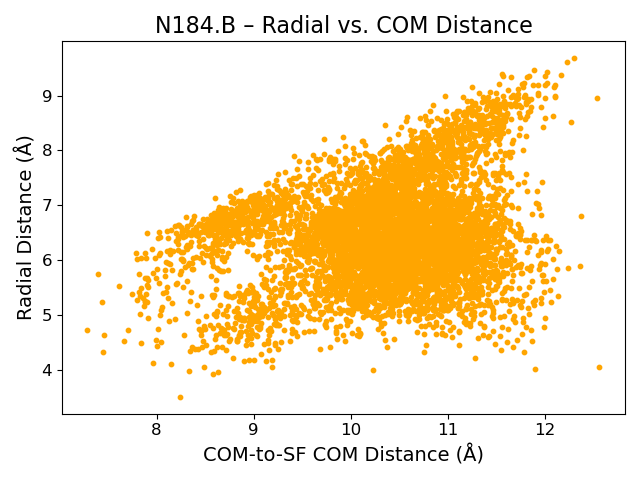 N184.B – Radial vs. COM Distance
Radial Distance (Å)
9
8
7
6
5
4
8 9 10 11 12
COM-to-SF COM Distance (Å)